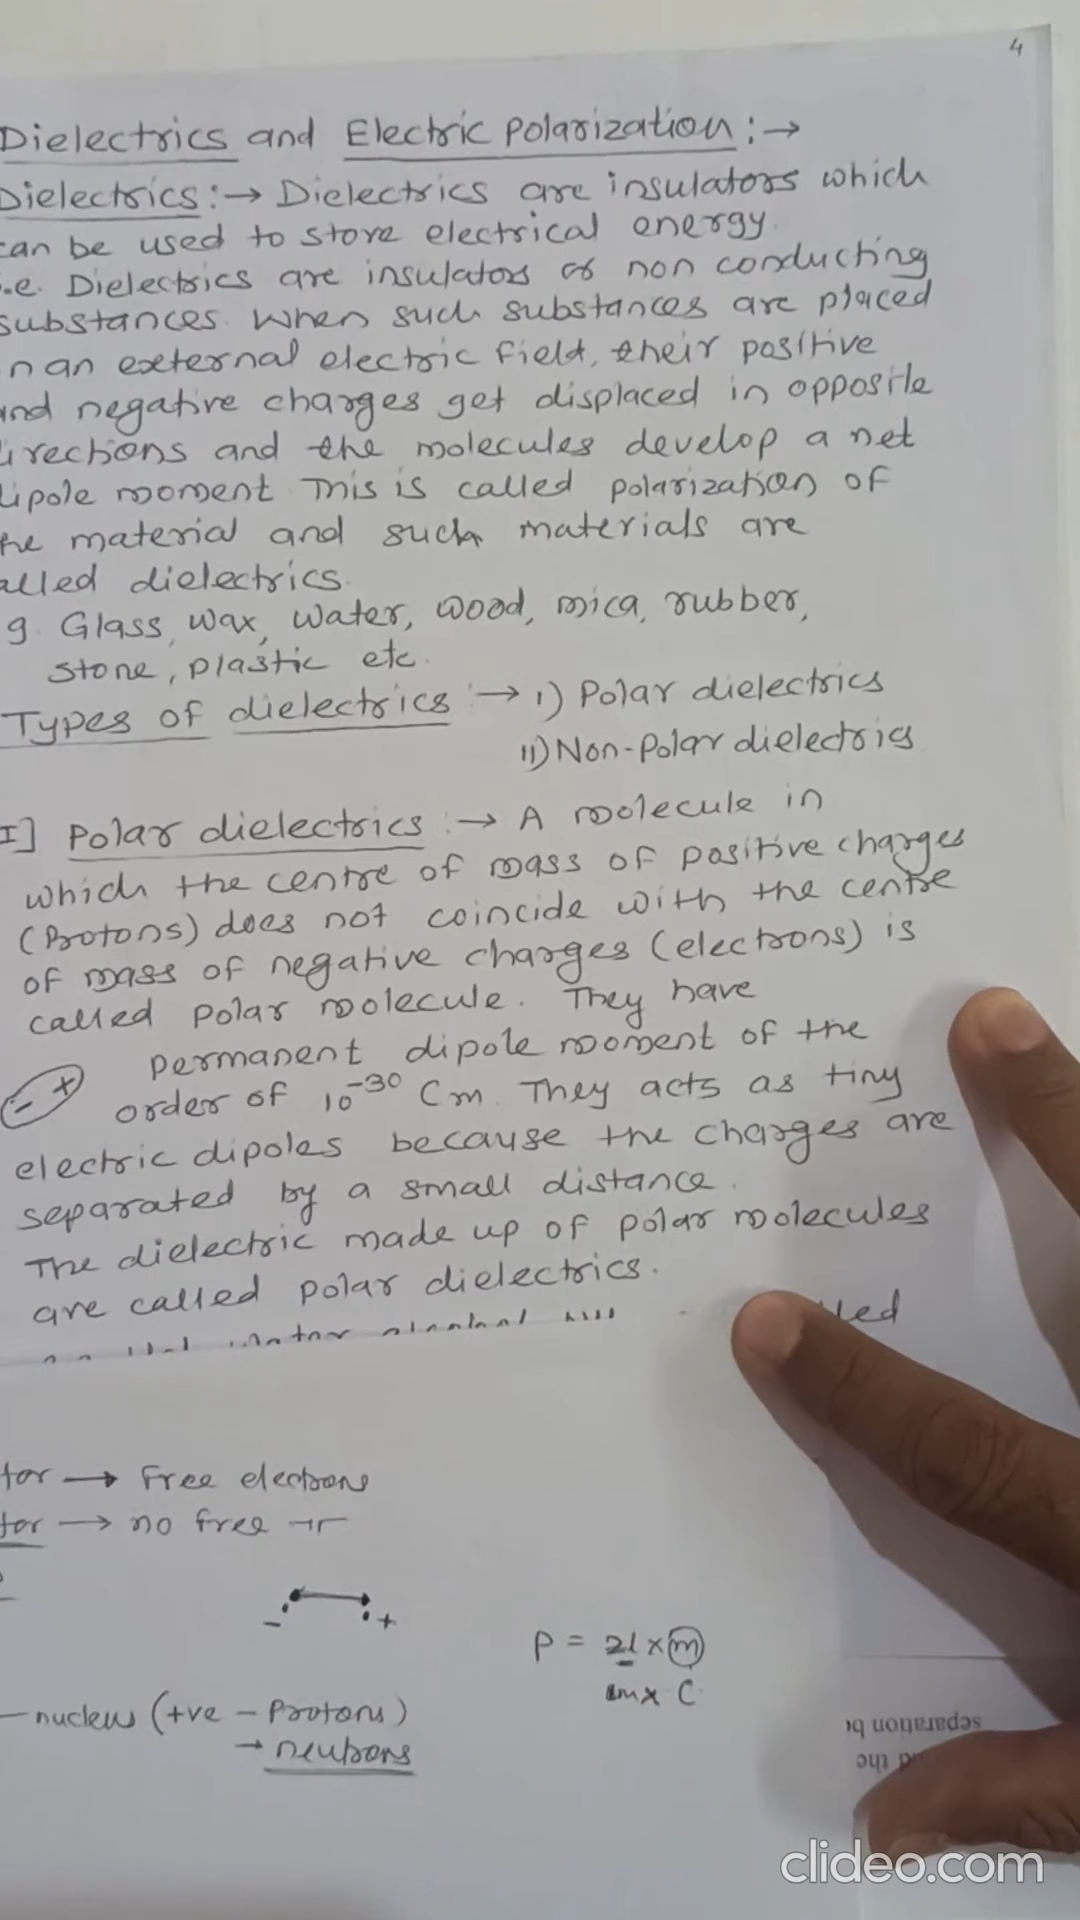 4
Dielectrics and Electric Polarization :→
Dielectrics :→ Dielectrics are insulators which
can be used to store electrical energy.
i.e. Dielectrics are insulators or non conducting
substances. When such substances are placed
in an external electric field, their positive
and negative charges get displaced in opposite
directions and the molecules develop a net
dipole moment. This is called polarization of
the material and such materials are
called dielectrics.
g. Glass, wax, water, wood, mica, rubber,
stone, plastic etc.
Types of dielectrics :→ i) Polar dielectrics
ii) Non-Polar dielectrics
I] Polar dielectrics :→ A molecule in
which the centre of mass of positive charges
(Protons) does not coincide with the centre
of mass of negative charges (electrons) is
called polar molecule. They have
- + permanent dipole moment of the
order of 10⁻³⁰ Cm. They acts as tiny
electric dipoles because the charges are
separated by a small distance.
The dielectric made up of polar molecules
are called polar dielectrics.
tor → Free electrons
tor → no free
- +
P = 2l × m
m x C
- nucleus (+ve - Protons)
→ neutrons
separation be
the
clideo.com